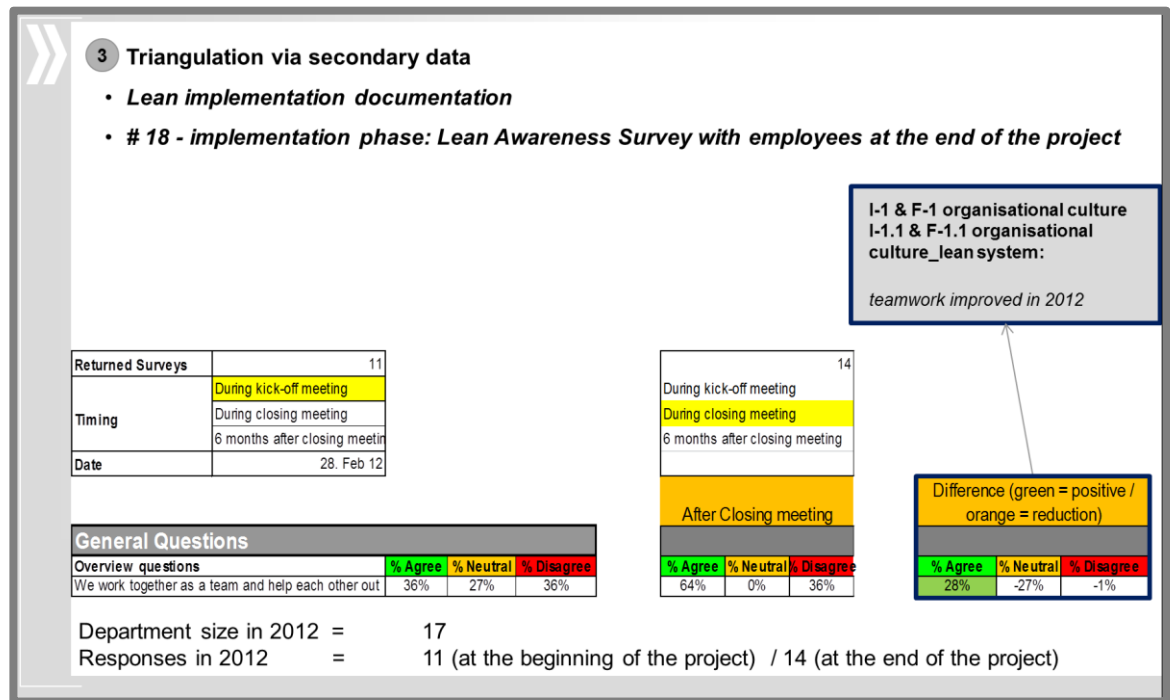 3 Triangulation via secondary data
• Lean implementation documentation
• # 18 - implementation phase: Lean Awareness Survey with employees at the end of the project
I-1 & F-1 organisational culture
I-1.1 & F-1.1 organisational
culture_lean system:
teamwork improved in 2012
Returned Surveys 11
Timing
During kick-off meeting
During closing meeting
6 months after closing meetin
Date 28. Feb 12
14
During kick-off meeting
During closing meeting
6 months after closing meeting
After Closing meeting
Difference (green = positive /
orange = reduction)
General Questions
Overview questions % Agree % Neutral % Disagree % Agree % Neutral % Disagree % Agree % Neutral % Disagree
We work together as a team and help each other out 36% 27% 36% 64% 0% 36% 28% -27% -1%
Department size in 2012 = 17
Responses in 2012 = 11 (at the beginning of the project) / 14 (at the end of the project)